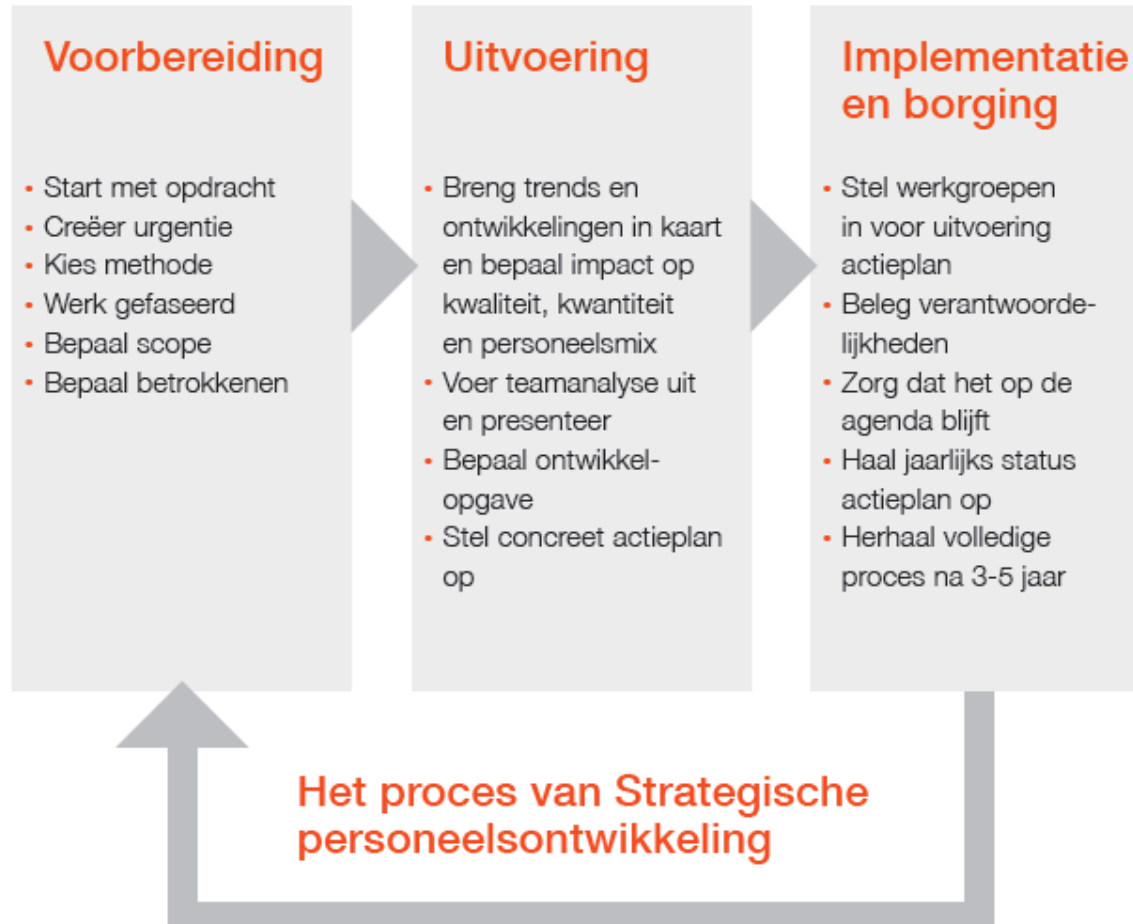 Voorbereiding
• Start met opdracht
• Creëer urgentie
• Kies methode
• Werk gefaseerd
• Bepaal scope
• Bepaal betrokkenen
Uitvoering
• Breng trends en
ontwikkelingen in kaart
en bepaal impact op
kwaliteit, kwantiteit
en personeelsmix
• Voer teamanalyse uit
en presenteer
• Bepaal ontwikkel-
opgave
• Stel concreet actieplan
op
Implementatie
en borging
• Stel werkgroepen
in voor uitvoering
actieplan
• Beleg verantwoorde-
lijkheden
• Zorg dat het op de
agenda blijft
• Haal jaarlijks status
actieplan op
• Herhaal volledige
proces na 3-5 jaar
Het proces van Strategische
personeelsontwikkeling